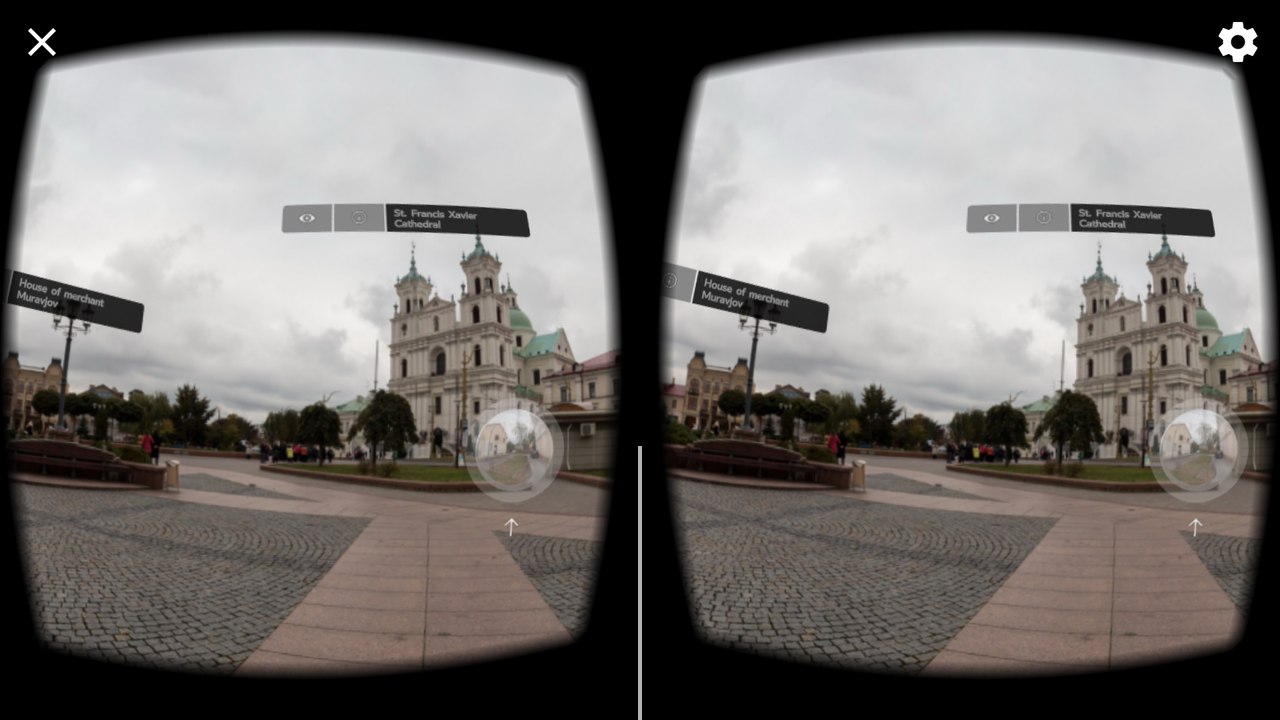 St. Francis Xavier
Cathedral
House of merchant
Muravjov
St. Francis Xavier
Cathedral
House of merchant
Muravjov